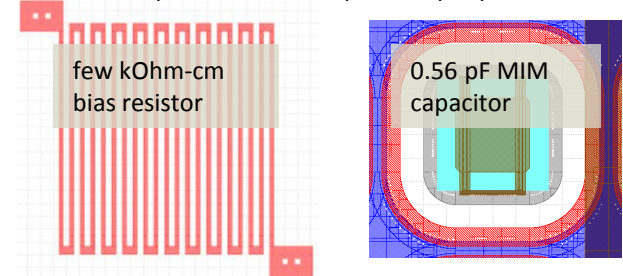 few kOhm-cm
bias resistor
0.56 pF MIM
capacitor